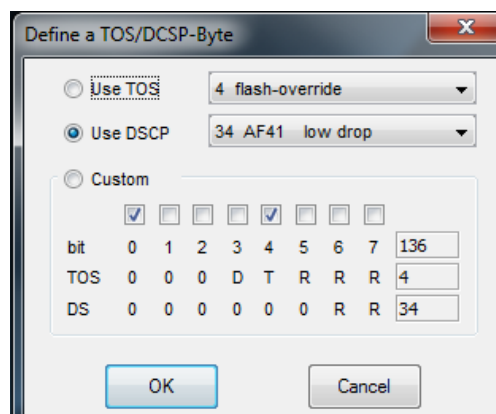 Define a TOS/DCSP-Byte
Use TOS 4 flash-override
Use DSCP 34 AF41 low drop
Custom
bit 0 1 2 3 4 5 6 7 136
TOS 0 0 0 D T R R R 4
DS 0 0 0 0 0 0 R R 34
OK Cancel